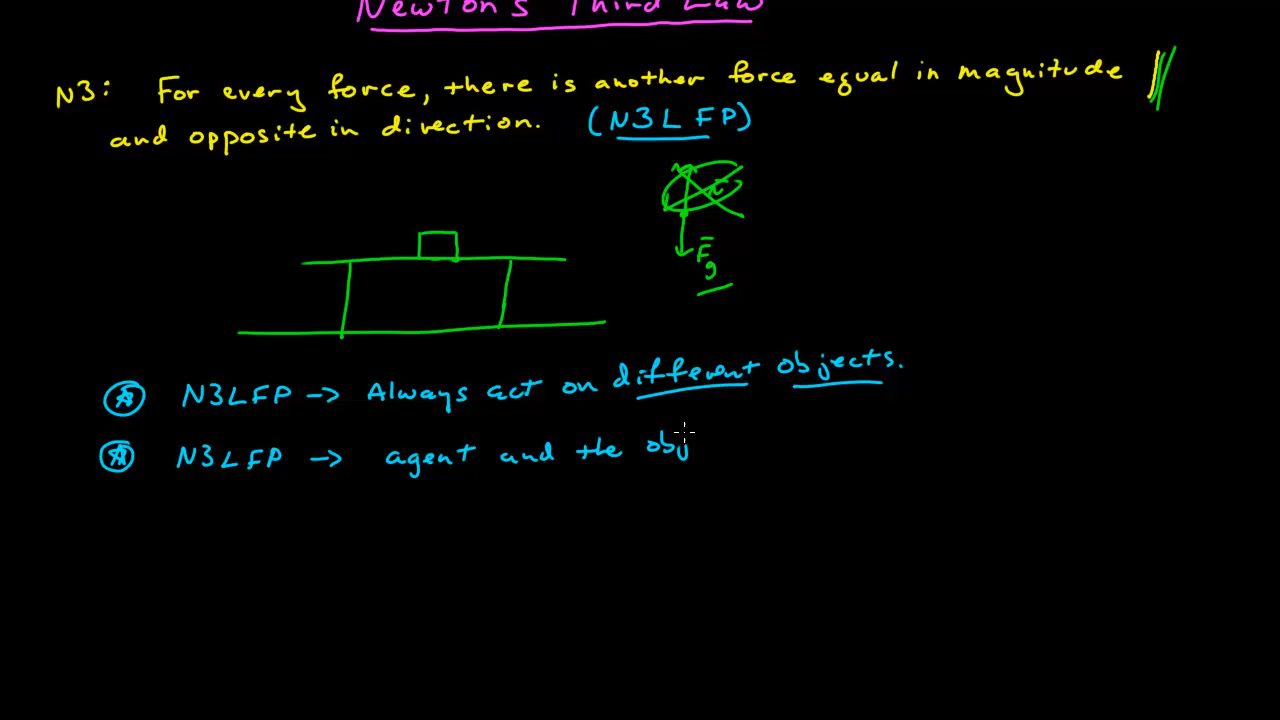 Newton's Third Law
N3: For every force, there is another force equal in magnitude
and opposite in direction. (N3LFP)
Fg
N3LFP -> Always act on different objects.
N3LFP -> agent and the obj